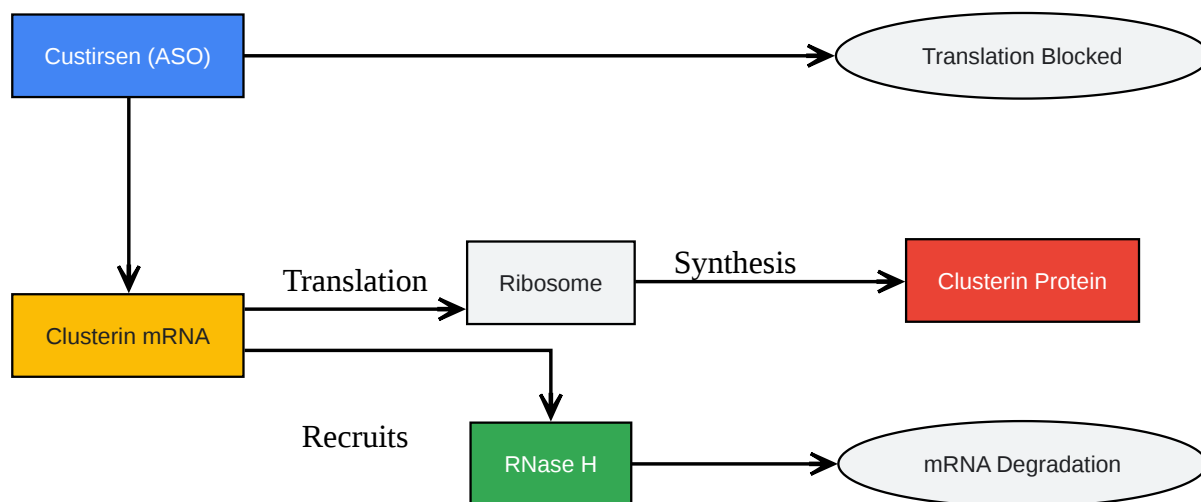 Custirsen (ASO)
Translation Blocked
Translation
Ribosome
Synthesis
Clusterin Protein
Clusterin mRNA
Recruits
RNase H
mRNA Degradation